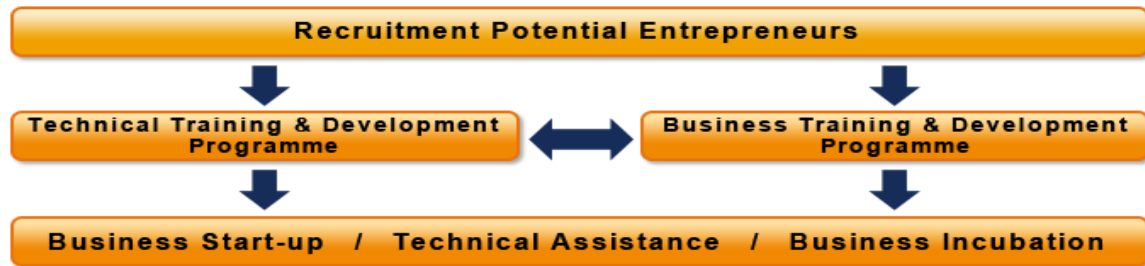 Recruitment Potential Entrepreneurs
Technical Training & Development
Programme
Business Training & Development
Programme
Business Start-up / Technical Assistance / Business Incubation